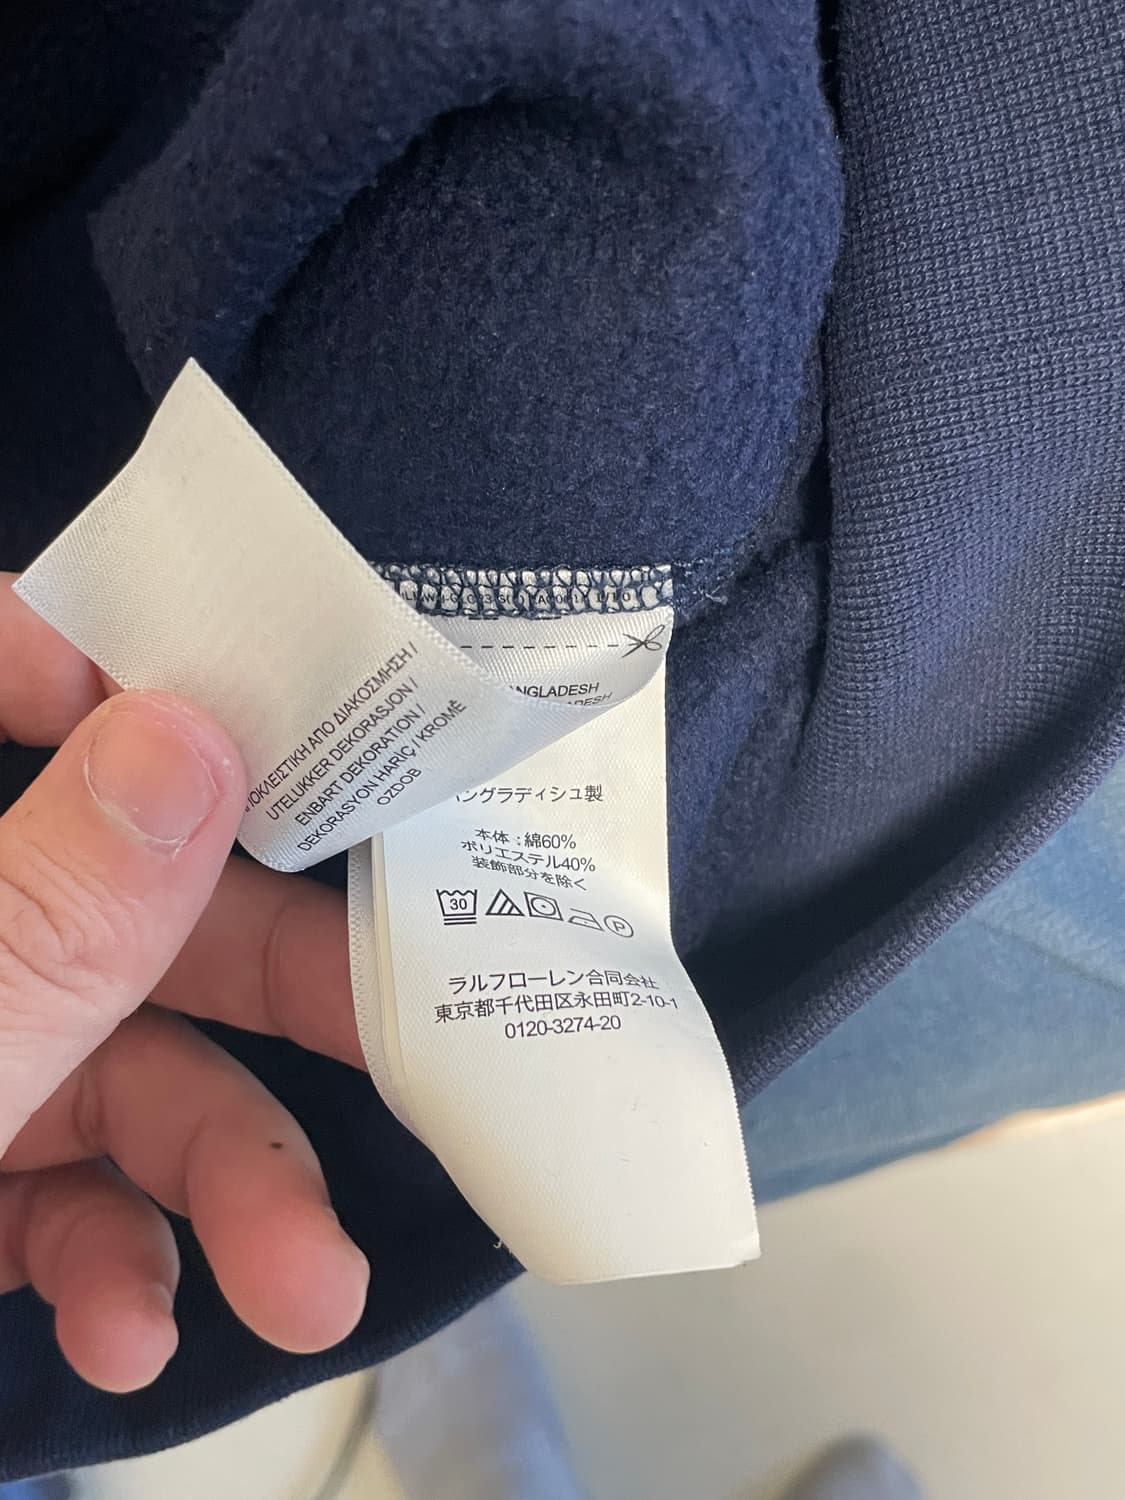 ΑΠΟ ΔΙΑΚΟΣΜΗΣΗ /
UTELUKKER DEKORASJON /
ENBART DEKORATION /
DEKORASYON HARİÇ / KROMĚ
OZDOB
NGLADESH
ングラディシュ製
本体 : 綿60%
ポリエステル40%
装飾部分を除く
30
P
ラルフローレン合同会社
東京都千代田区永田町2-10-1
0120-3274-20